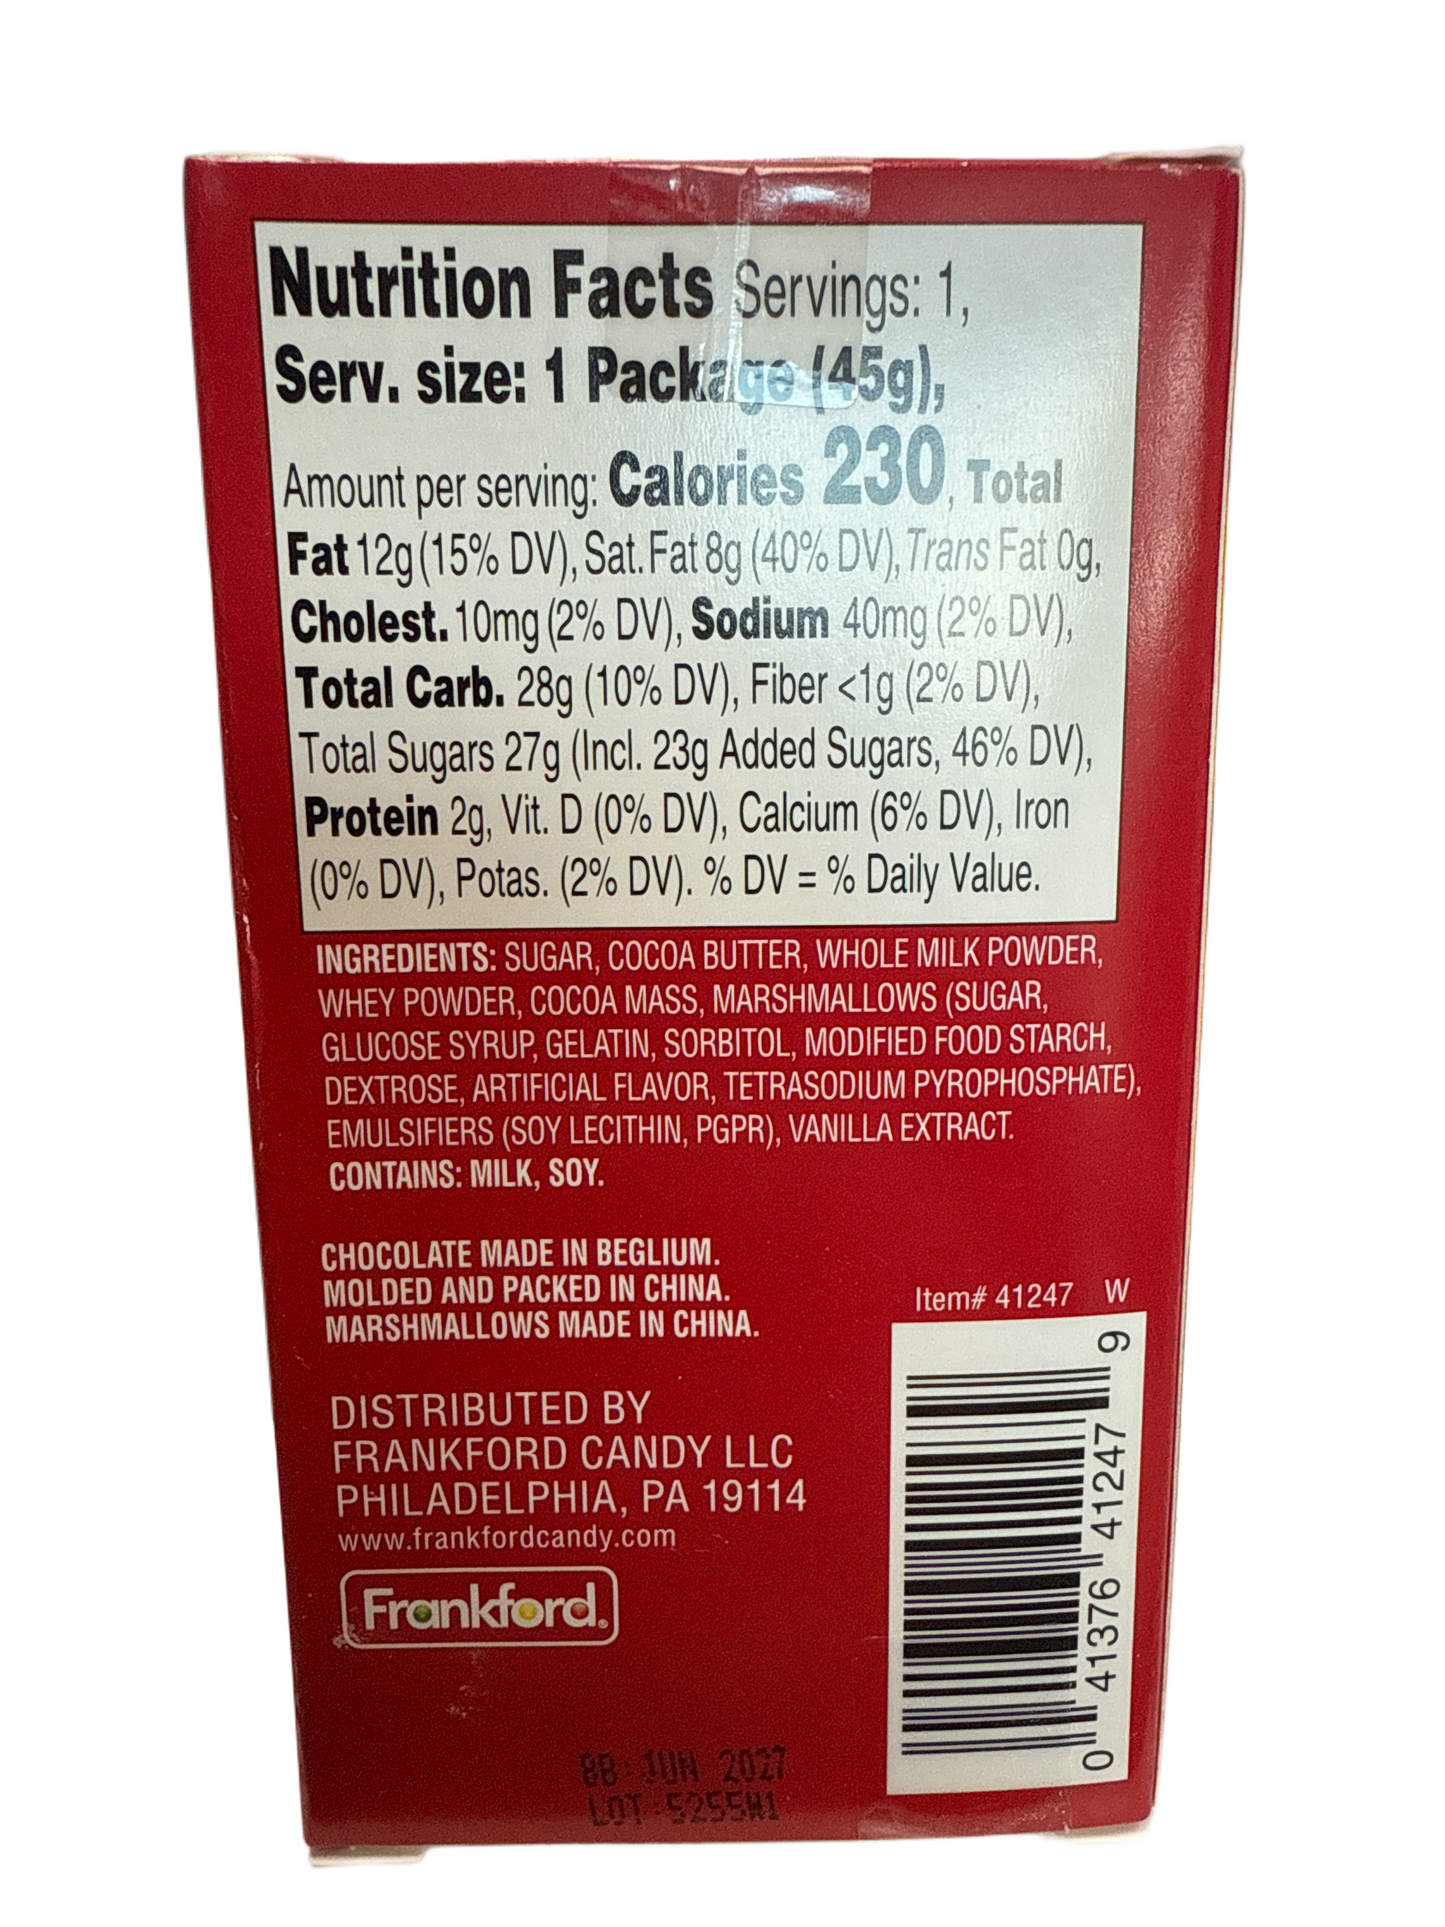 Nutrition Facts Servings: 1,
Serv. size: 1 Package (45g),
Amount per serving: Calories 230, Total
Fat 12g (15% DV), Sat. Fat 8g (40% DV), Trans Fat 0g,
Cholest. 10mg (2% DV), Sodium 40mg (2% DV),
Total Carb. 28g (10% DV), Fiber <1g (2% DV),
Total Sugars 27g (Incl. 23g Added Sugars, 46% DV),
Protein 2g, Vit. D (0% DV), Calcium (6% DV), Iron
(0% DV), Potas. (2% DV). % DV = % Daily Value.
INGREDIENTS: SUGAR, COCOA BUTTER, WHOLE MILK POWDER,
WHEY POWDER, COCOA MASS, MARSHMALLOWS (SUGAR,
GLUCOSE SYRUP, GELATIN, SORBITOL, MODIFIED FOOD STARCH,
DEXTROSE, ARTIFICIAL FLAVOR, TETRASODIUM PYROPHOSPHATE),
EMULSIFIERS (SOY LECITHIN, PGPR), VANILLA EXTRACT.
CONTAINS: MILK, SOY.
CHOCOLATE MADE IN BEGLIUM.
MOLDED AND PACKED IN CHINA.
MARSHMALLOWS MADE IN CHINA.
Item# 41247 W
DISTRIBUTED BY
FRANKFORD CANDY LLC
PHILADELPHIA, PA 19114
www.frankfordcandy.com
Frankford®
0 41376 41247 9
BB: JUN 2027
LOT: 5255W1